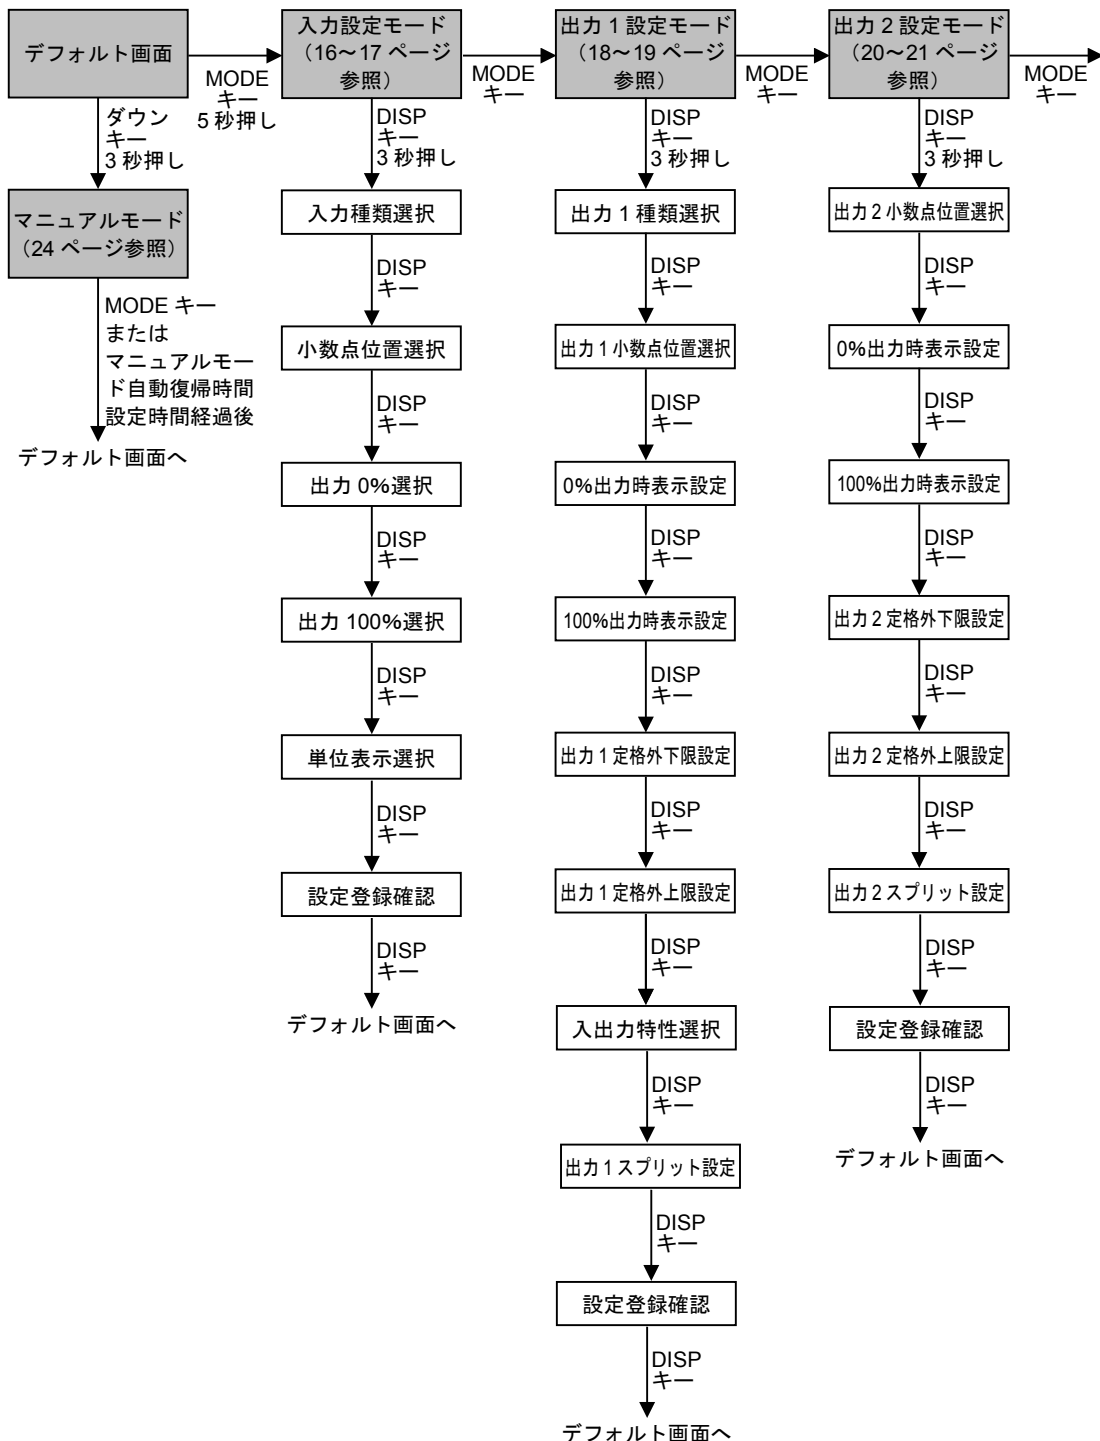 デフォルト画面
MODE
キー
5 秒押し
ダウン
キー
3 秒押し
マニュアルモード
（24 ページ参照）
MODE キー
または
マニュアルモー
ド自動復帰時間
設定時間経過後
デフォルト画面へ
入力設定モード
（16～17 ページ
参照）
MODE
キー
DISP
キー
3 秒押し
入力種類選択
DISP
キー
小数点位置選択
DISP
キー
出力 0%選択
DISP
キー
出力 100%選択
DISP
キー
単位表示選択
DISP
キー
設定登録確認
DISP
キー
デフォルト画面へ
出力 1 設定モード
（18～19 ページ
参照）
MODE
キー
DISP
キー
3 秒押し
出力 1 種類選択
DISP
キー
出力 1 小数点位置選択
DISP
キー
0%出力時表示設定
DISP
キー
100%出力時表示設定
DISP
キー
出力 1 定格外下限設定
DISP
キー
出力 1 定格外上限設定
DISP
キー
入出力特性選択
DISP
キー
出力 1 スプリット設定
DISP
キー
設定登録確認
DISP
キー
デフォルト画面へ
出力 2 設定モード
（20～21 ページ
参照）
MODE
キー
DISP
キー
3 秒押し
出力 2 小数点位置選択
DISP
キー
0%出力時表示設定
DISP
キー
100%出力時表示設定
DISP
キー
出力 2 定格外下限設定
DISP
キー
出力 2 定格外上限設定
DISP
キー
出力 2 スプリット設定
DISP
キー
設定登録確認
DISP
キー
デフォルト画面へ